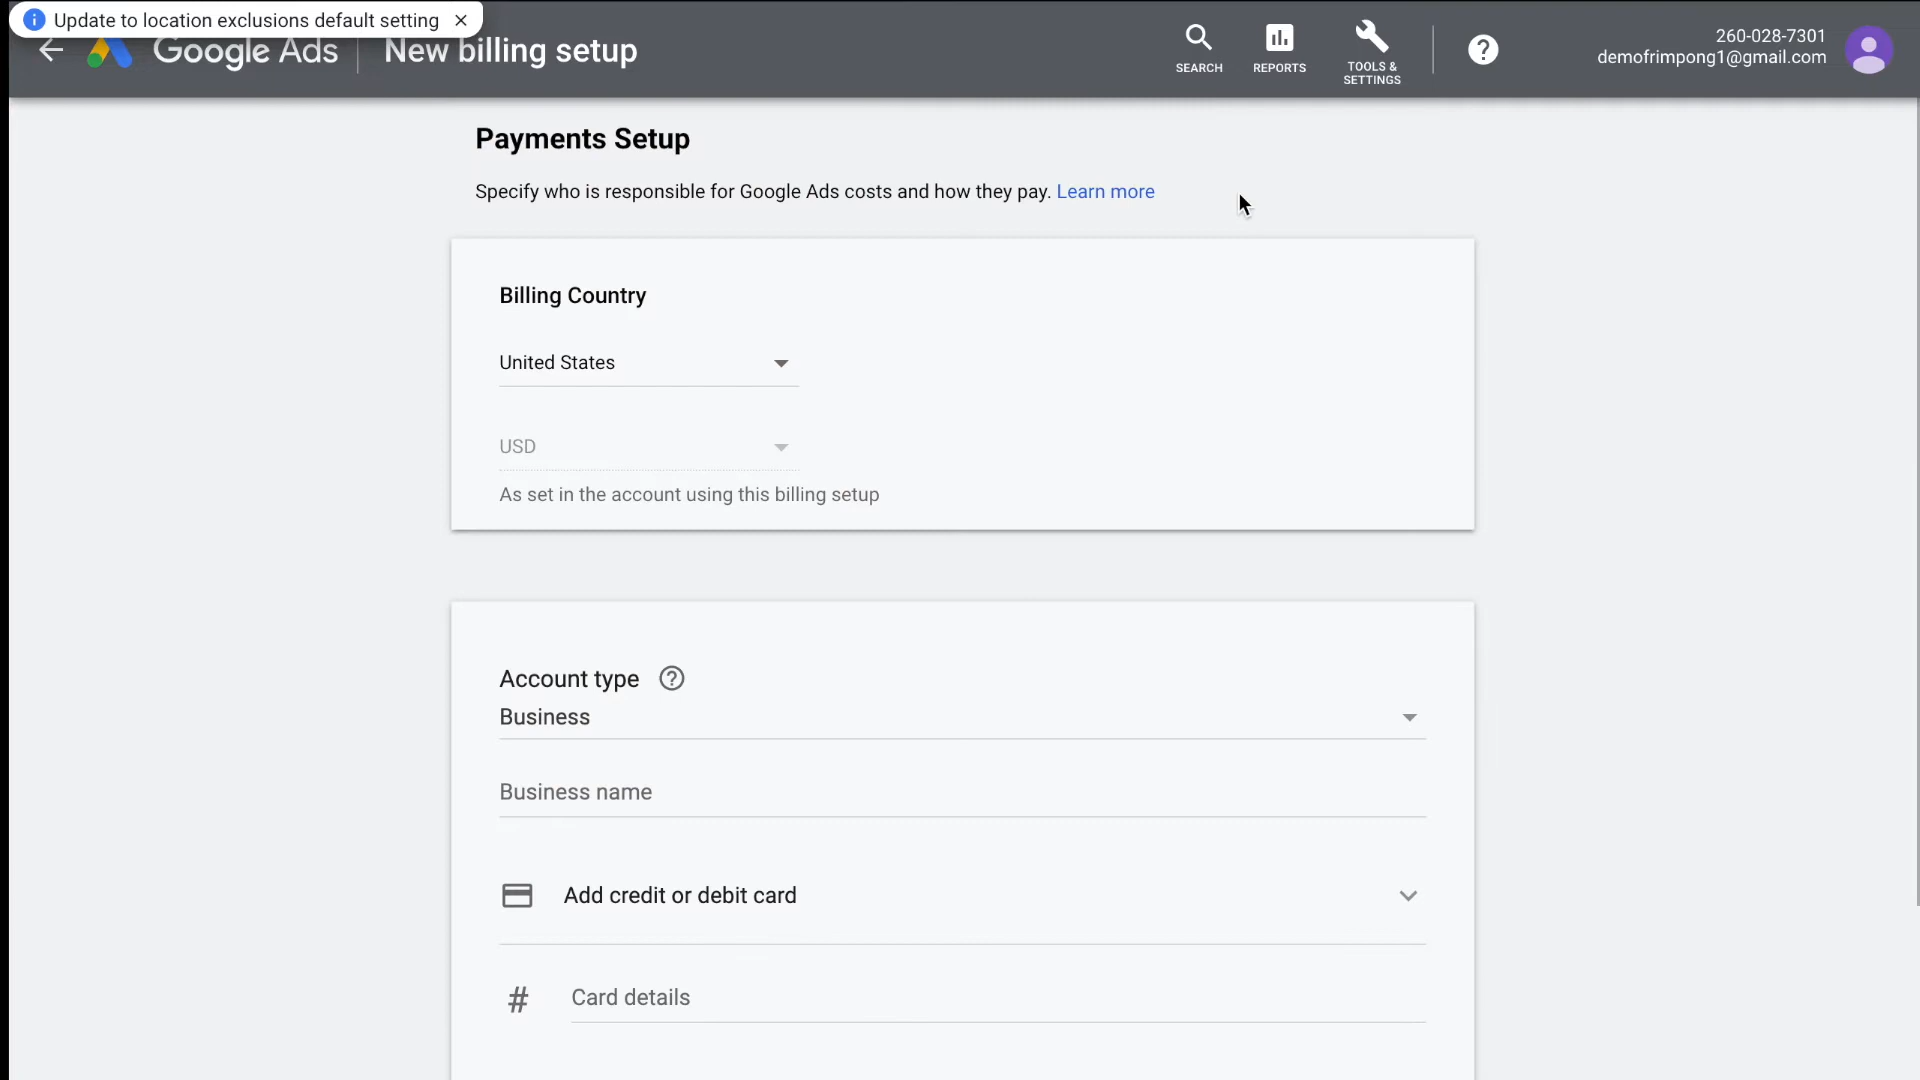 Update to location exclusions default setting
Google Ads
New billing setup
SEARCH
REPORTS
TOOLS &
SETTINGS
260-028-7301
demofrimpong1@gmail.com
Payments Setup
Specify who is responsible for Google Ads costs and how they pay. Learn more
Billing Country
United States
USD
As set in the account using this billing setup
Account type
Business
Business name
Add credit or debit card
# Card details